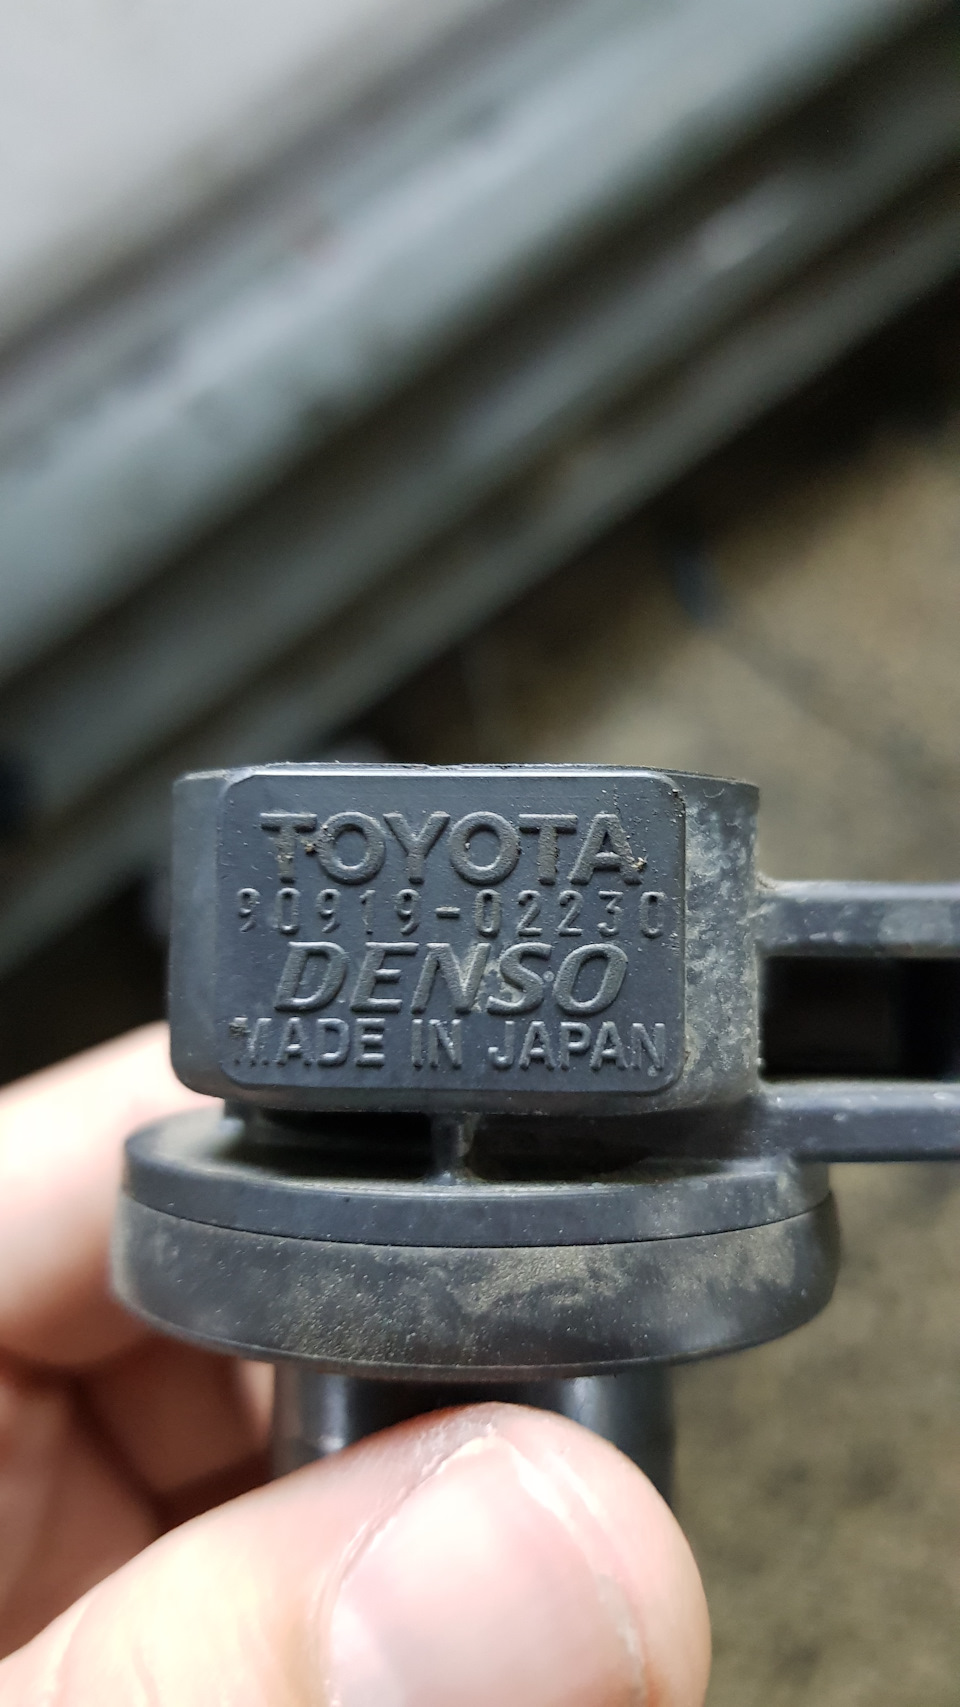 TOYOTA
90919-02230
DENSO
MADE IN JAPAN